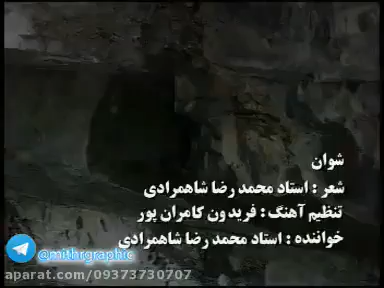 شوان
شعر : استاد محمد رضا شاهمرادی
تنظیم آهنگ : فریدون کامران پور
خواننده : استاد محمد رضا شاهمرادی
@mithrgraphic
aparat.com/09373730707